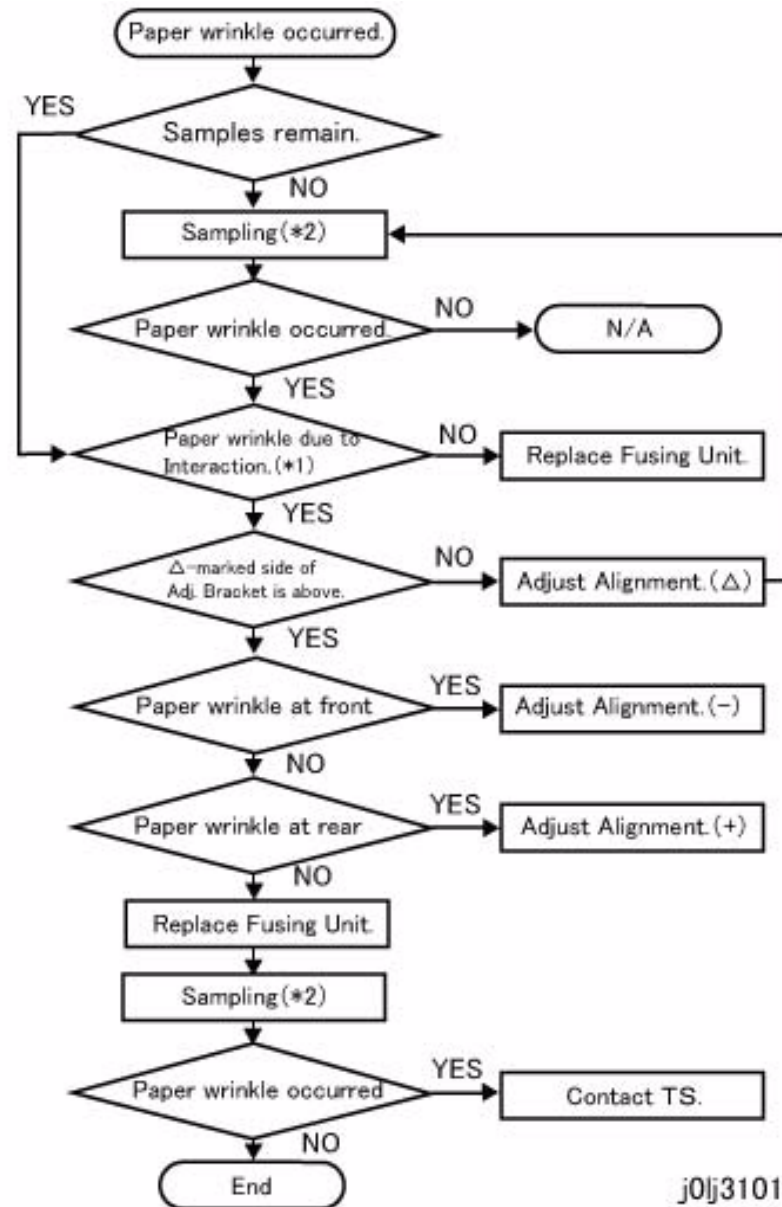 Paper wrinkle occurred.
YES
Samples remain.
NO
Sampling(*2)
Paper wrinkle occurred.
NO
N/A
YES
Paper wrinkle due to
Interaction.(*1)
NO
Replace Fusing Unit.
YES
△-marked side of
Adj. Bracket is above.
NO
Adjust Alignment.(△)
YES
Paper wrinkle at front
YES
Adjust Alignment.(-)
NO
Paper wrinkle at rear
YES
Adjust Alignment.(+)
NO
Replace Fusing Unit.
Sampling(*2)
Paper wrinkle occurred
YES
Contact TS.
NO
End
j0lj3101